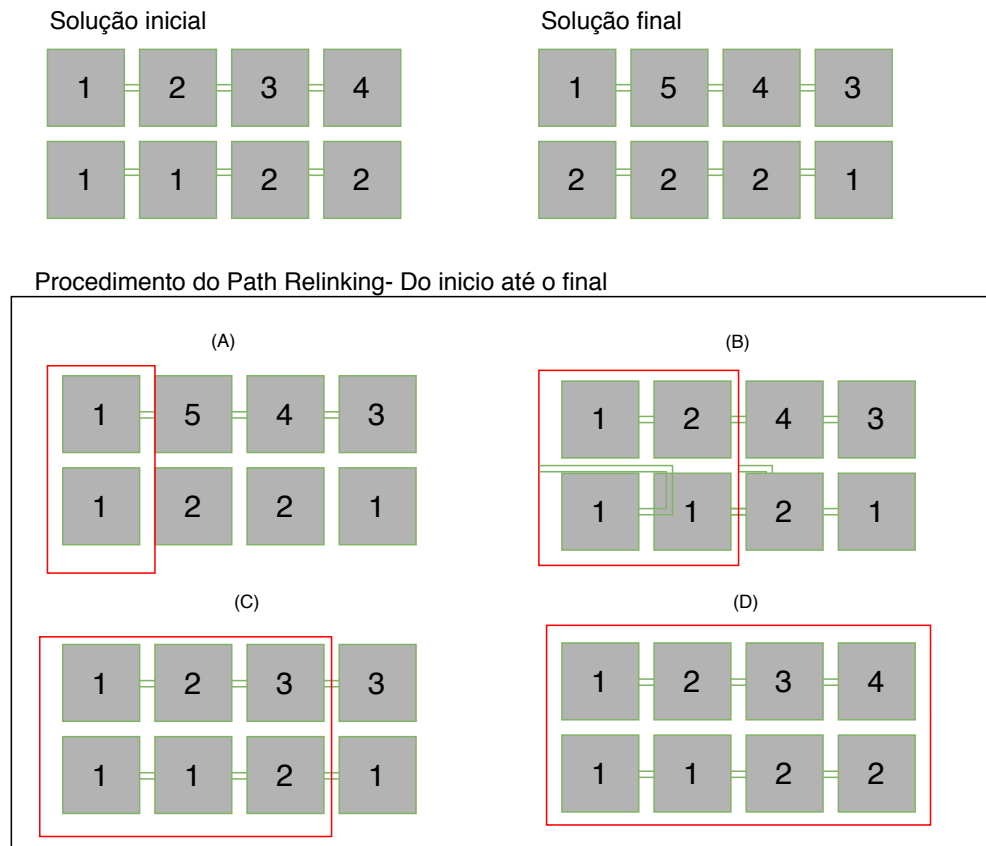 Solução inicial
1 2 3 4
1 1 2 2
Solução final
1 5 4 3
2 2 2 1
Procedimento do Path Relinking- Do inicio até o final
(A)
1 5 4 3
1 2 2 1
(B)
1 2 4 3
1 1 2 1
(C)
1 2 3 3
1 1 2 1
(D)
1 2 3 4
1 1 2 2